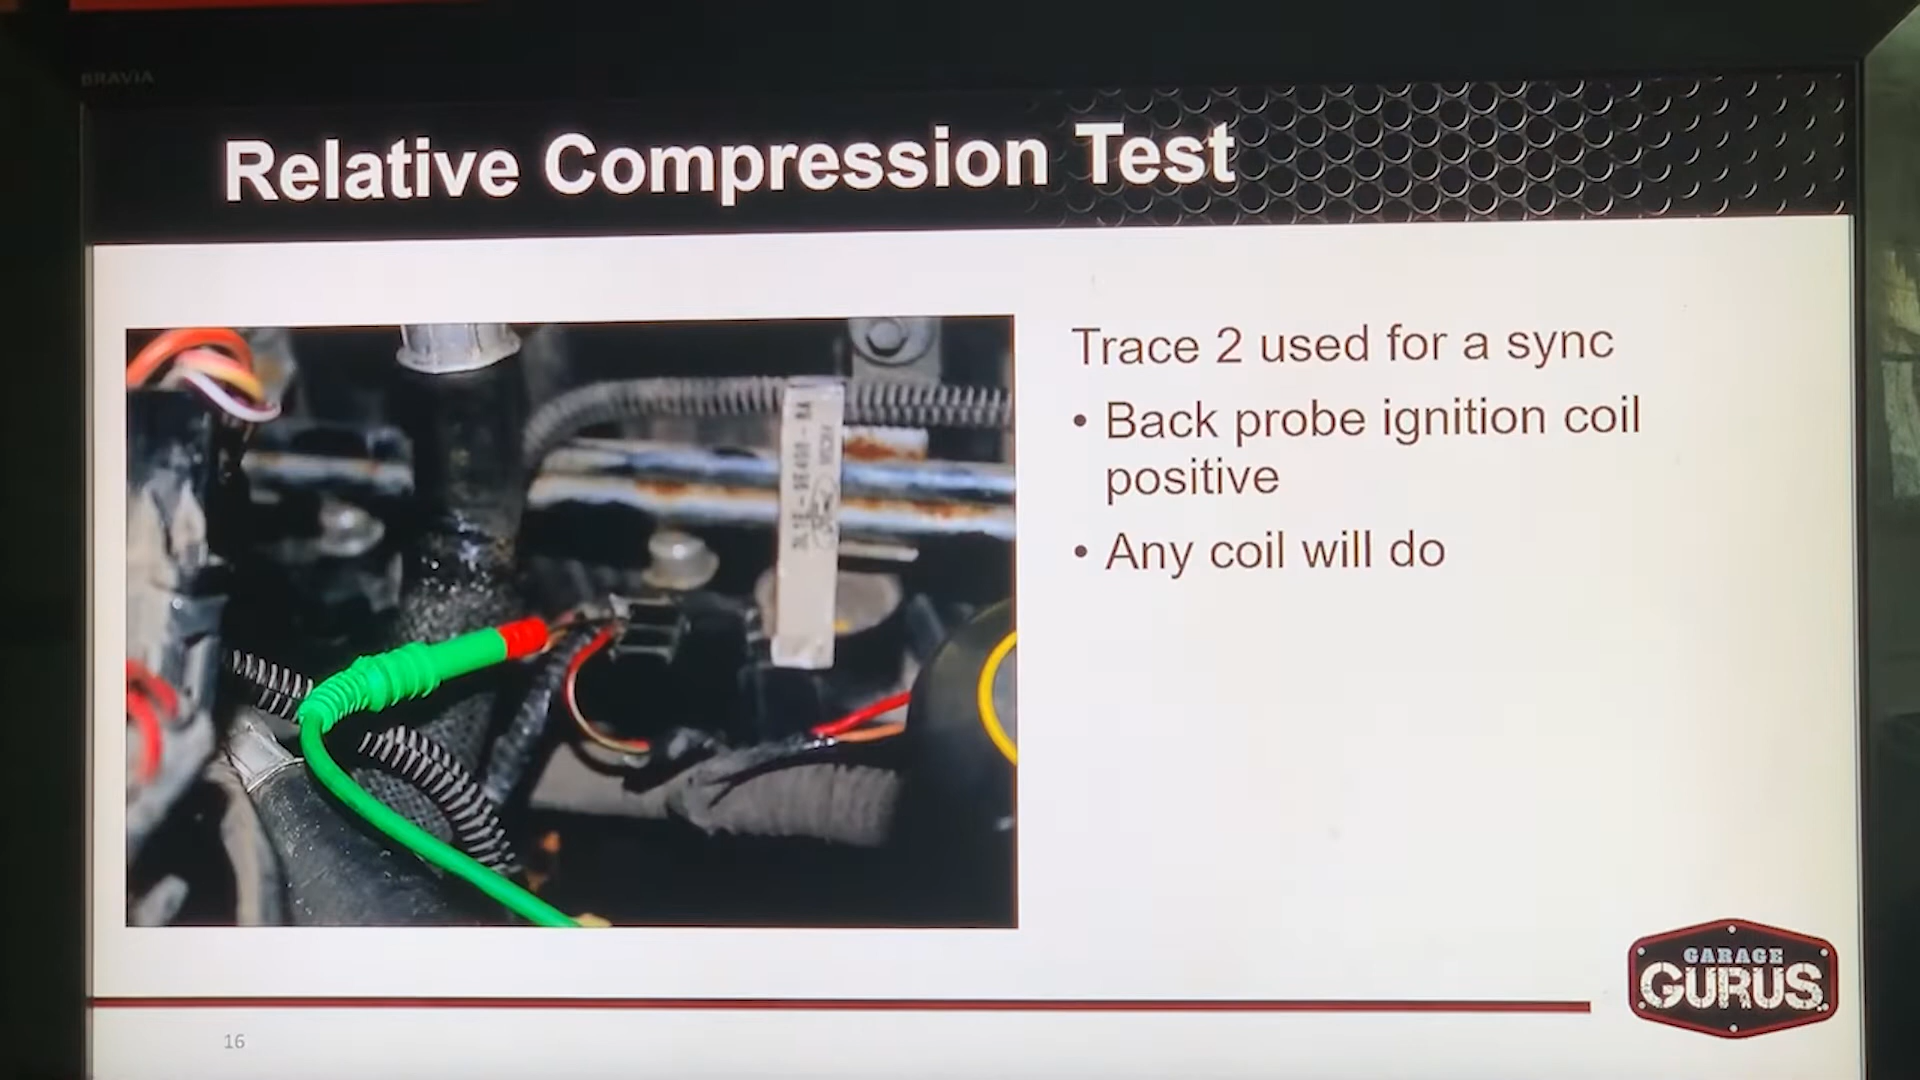 BRAVIA
Relative Compression Test
Trace 2 used for a sync
• Back probe ignition coil
positive
• Any coil will do
GARAGE
GURUS
16